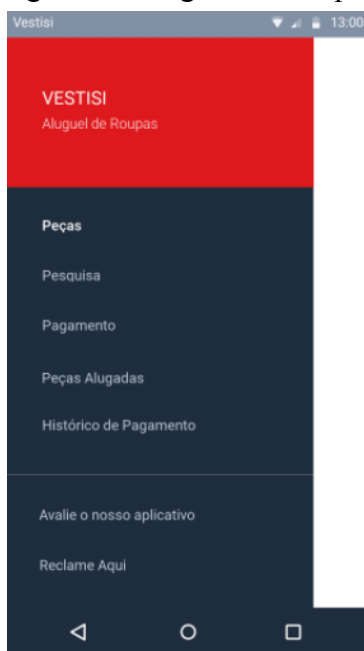 Vestisi
13:00
VESTISI
Aluguel de Roupas
Peças
Pesquisa
Pagamento
Peças Alugadas
Histórico de Pagamento
Avalie o nosso aplicativo
Reclame Aqui